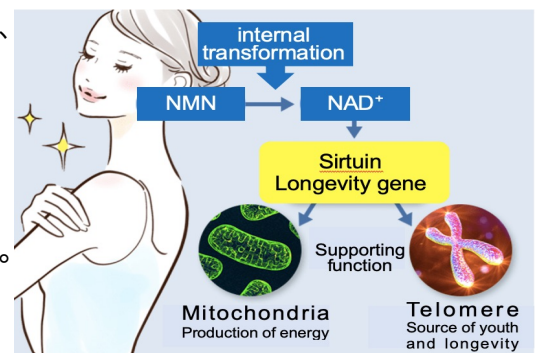 、
internal
transformation
NMN
NAD⁺
Sirtuin
Longevity gene
Supporting
function
Mitochondria
Production of energy
Telomere
Source of youth
and longevity
。